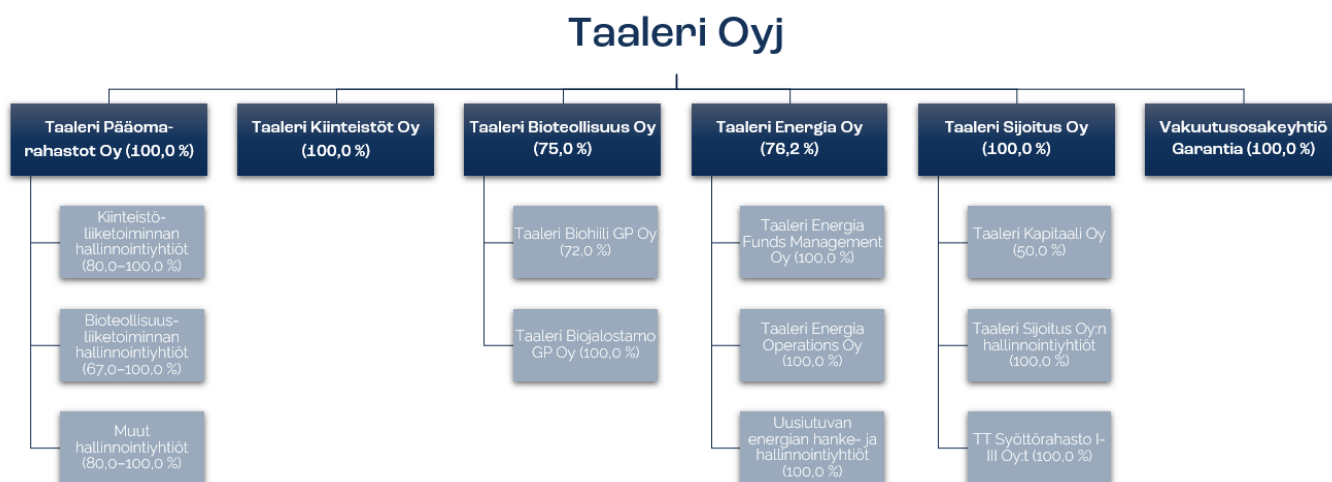 Taaleri Oyj
Taaleri Pääoma-
rahastot Oy (100,0 %)
Taaleri Kiinteistöt Oy
(100,0 %)
Taaleri Bioteollisuus Oy
(75,0 %)
Taaleri Energia Oy
(76,2 %)
Taaleri Sijoitus Oy
(100,0 %)
Vakuutusosakeyhtiö
Garantia (100,0 %)
Kiinteistö-
liiketoiminnan
hallinnointiyhtiöt
(80,0–100,0 %)
Bioteollisuus-
liiketoiminnan
hallinnointiyhtiöt
(67,0–100,0 %)
Muut
hallinnointiyhtiöt
(80,0–100,0 %)
Taaleri Biohiili GP Oy
(72,0 %)
Taaleri Biojalostamo
GP Oy (100,0 %)
Taaleri Energia
Funds Management
Oy (100,0 %)
Taaleri Energia
Operations Oy
(100,0 %)
Uusiutuvan
energian hanke- ja
hallinnointiyhtiöt
(100,0 %)
Taaleri Kapitaali Oy
(50,0 %)
Taaleri Sijoitus Oy:n
hallinnointiyhtiöt
(100,0 %)
TT Syöttörahasto I-
III Oy:t (100,0 %)